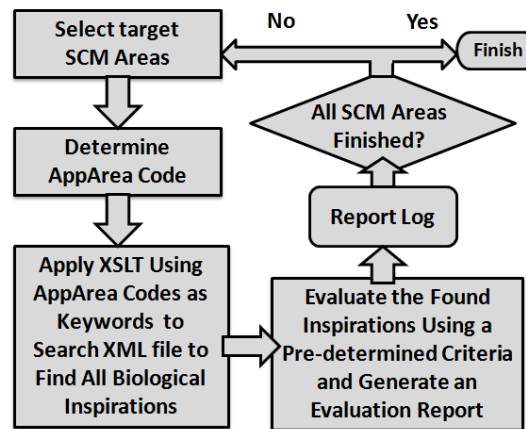 Select target
SCM Areas
Determine
AppArea Code
Apply XSLT Using
AppArea Codes as
Keywords to
Search XML file to
Find All Biological
Inspirations
Evaluate the Found
Inspirations Using a
Pre-determined Criteria
and Generate an
Evaluation Report
Report Log
All SCM Areas
Finished?
No
Yes
Finish